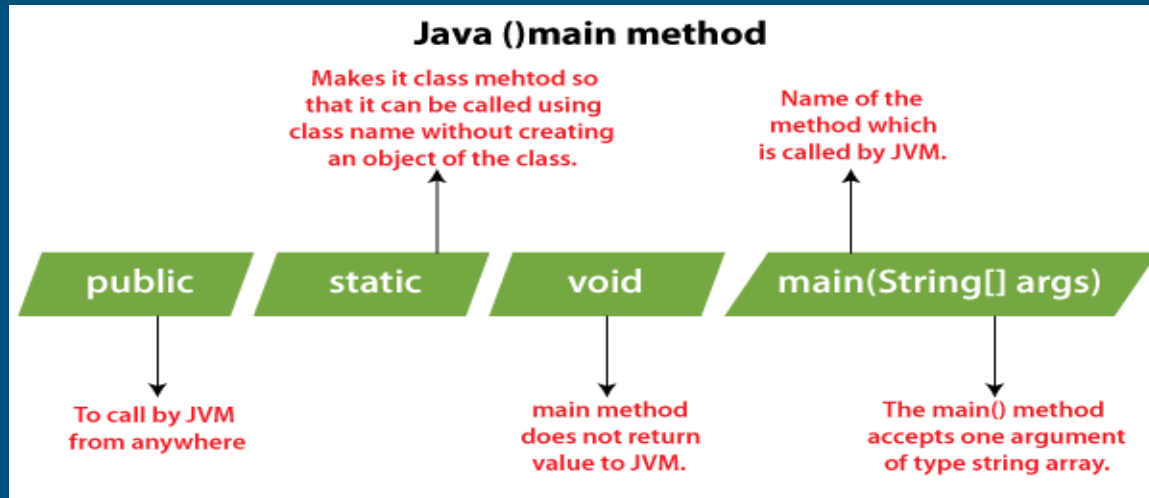 Java ()main method
Makes it class mehtod so
that it can be called using
class name without creating
an object of the class.
Name of the
method which
is called by JVM.
public
static
void
main(String[] args)
To call by JVM
from anywhere
main method
does not return
value to JVM.
The main() method
accepts one argument
of type string array.